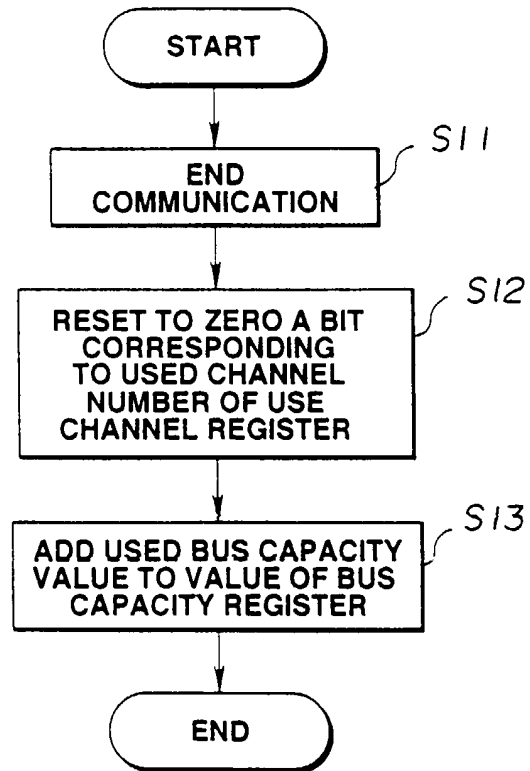 START
S11
END
COMMUNICATION
S12
RESET TO ZERO A BIT
CORRESPONDING
TO USED CHANNEL
NUMBER OF USE
CHANNEL REGISTER
S13
ADD USED BUS CAPACITY
VALUE TO VALUE OF BUS
CAPACITY REGISTER
END